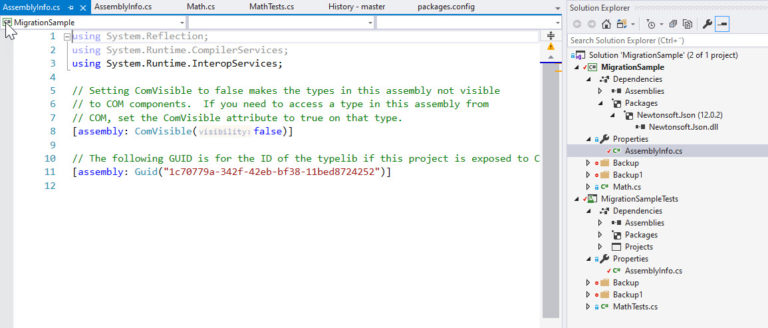 AssemblyInfo.cs
AssemblyInfo.cs
Math.cs
MathTests.cs
History - master
packages.config
MigrationSample
1 using System.Reflection;
2 using System.Runtime.CompilerServices;
3 using System.Runtime.InteropServices;
4
5 // Setting ComVisible to false makes the types in this assembly not visible
6 // to COM components.  If you need to access a type in this assembly from
7 // COM, set the ComVisible attribute to true on that type.
8 [assembly: ComVisible(visibility: false)]
9
10 // The following GUID is for the ID of the typelib if this project is exposed to C
11 [assembly: Guid("1c70779a-342f-42eb-bf38-11bed8724252")]
12
Solution Explorer
Search Solution Explorer (Ctrl+¨)
Solution 'MigrationSample' (2 of 1 project)
MigrationSample
Dependencies
Assemblies
Packages
Newtonsoft.Json (12.0.2)
Newtonsoft.Json.dll
Properties
AssemblyInfo.cs
Backup
Backup1
Math.cs
MigrationSampleTests
Dependencies
Assemblies
Packages
Projects
Properties
AssemblyInfo.cs
Backup
Backup1
MathTests.cs